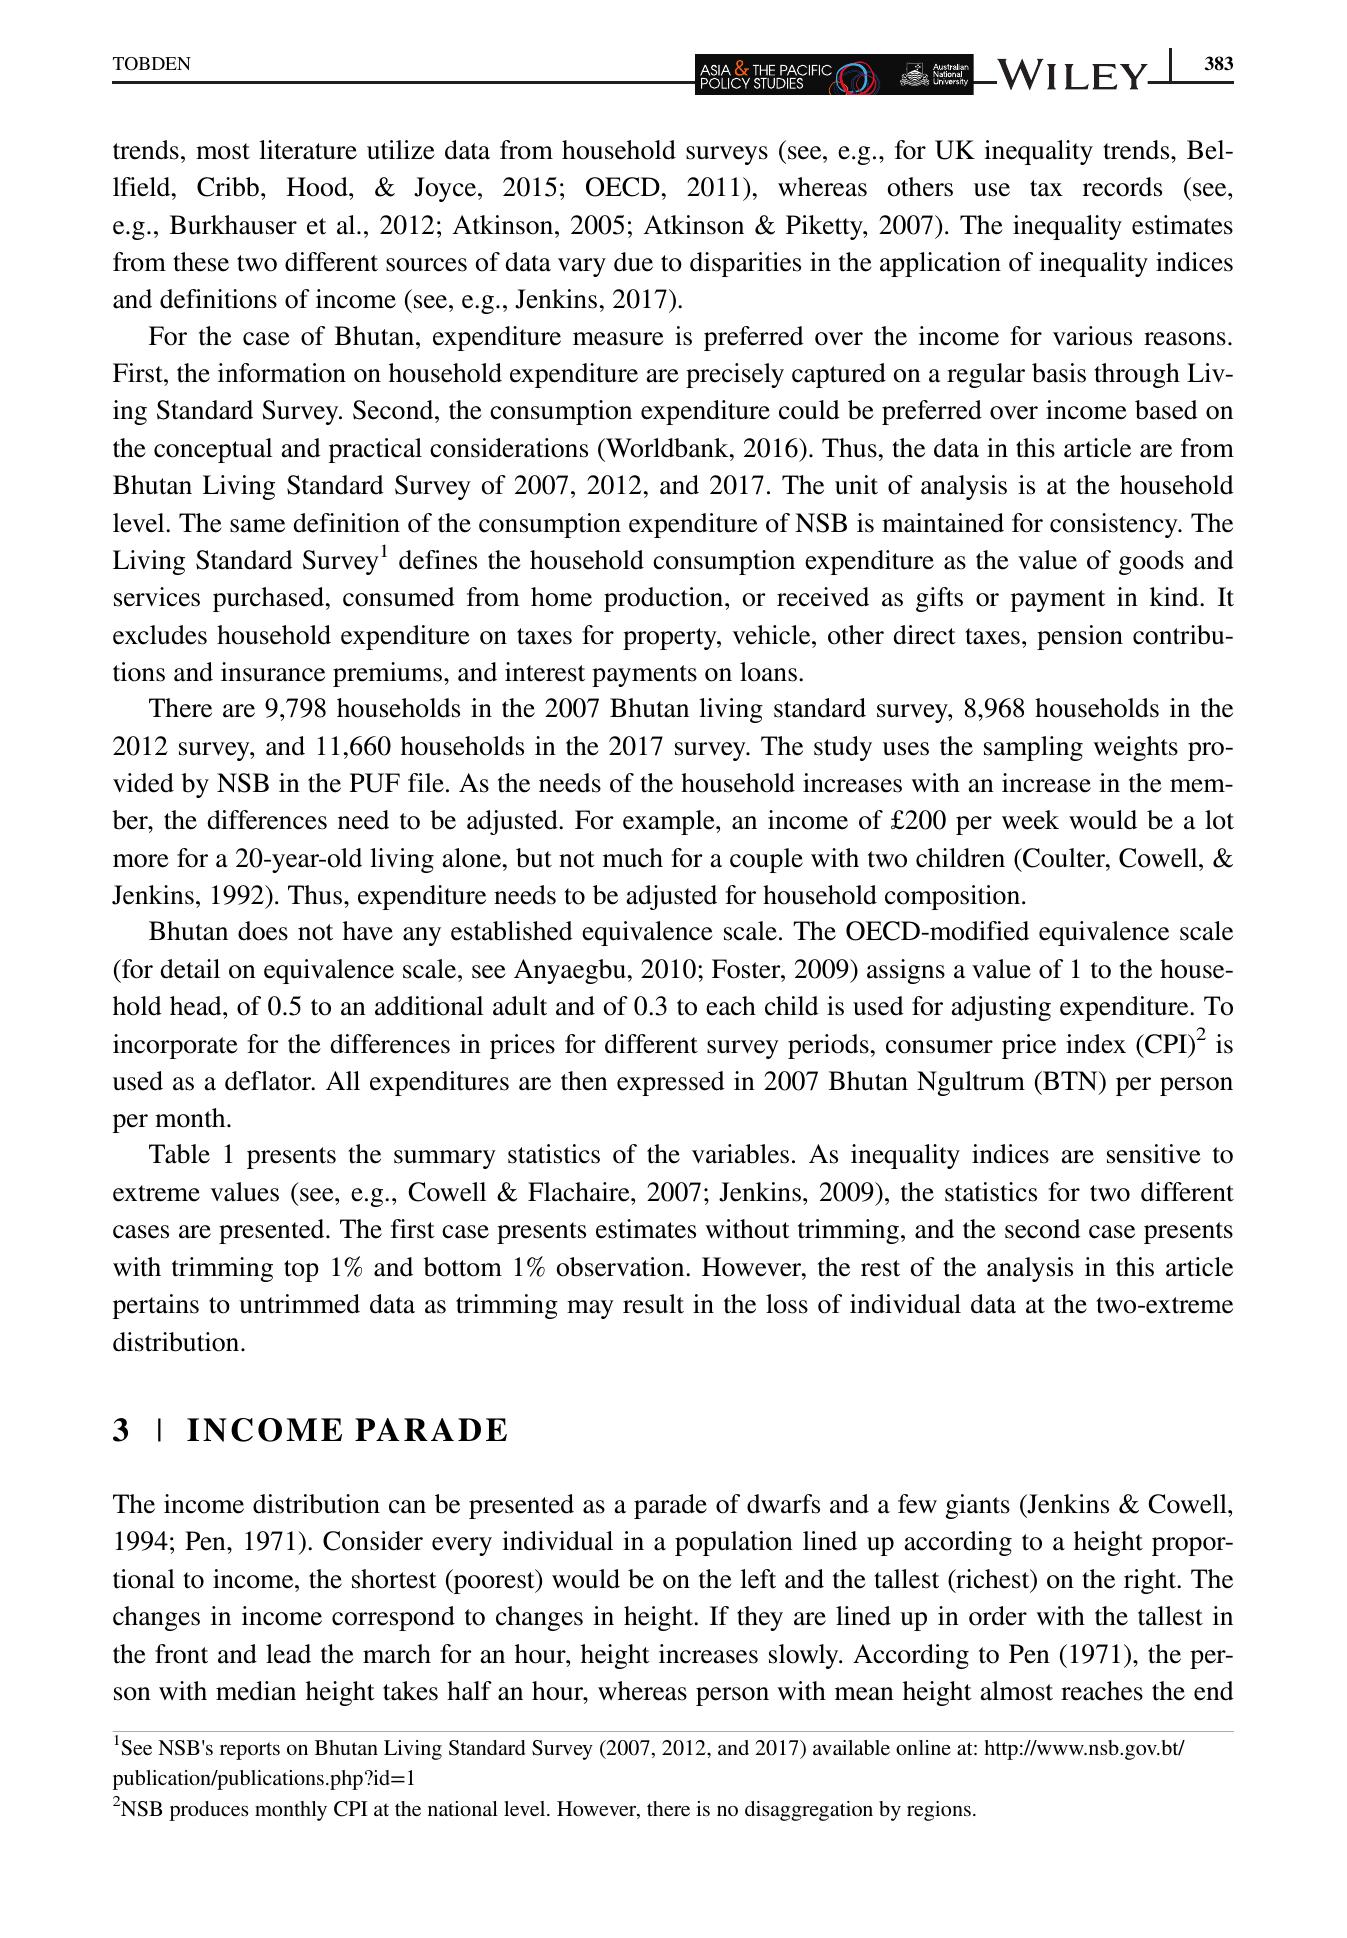 TOBDEN
ASIA & THE PACIFIC
POLICY STUDIES
Australian
National
University
WILEY
383
trends, most literature utilize data from household surveys (see, e.g., for UK inequality trends, Bel-
lfield, Cribb, Hood, & Joyce, 2015; OECD, 2011), whereas others use tax records (see,
e.g., Burkhauser et al., 2012; Atkinson, 2005; Atkinson & Piketty, 2007). The inequality estimates
from these two different sources of data vary due to disparities in the application of inequality indices
and definitions of income (see, e.g., Jenkins, 2017).
For the case of Bhutan, expenditure measure is preferred over the income for various reasons.
First, the information on household expenditure are precisely captured on a regular basis through Liv-
ing Standard Survey. Second, the consumption expenditure could be preferred over income based on
the conceptual and practical considerations (Worldbank, 2016). Thus, the data in this article are from
Bhutan Living Standard Survey of 2007, 2012, and 2017. The unit of analysis is at the household
level. The same definition of the consumption expenditure of NSB is maintained for consistency. The
Living Standard Survey1 defines the household consumption expenditure as the value of goods and
services purchased, consumed from home production, or received as gifts or payment in kind. It
excludes household expenditure on taxes for property, vehicle, other direct taxes, pension contribu-
tions and insurance premiums, and interest payments on loans.
There are 9,798 households in the 2007 Bhutan living standard survey, 8,968 households in the
2012 survey, and 11,660 households in the 2017 survey. The study uses the sampling weights pro-
vided by NSB in the PUF file. As the needs of the household increases with an increase in the mem-
ber, the differences need to be adjusted. For example, an income of £200 per week would be a lot
more for a 20-year-old living alone, but not much for a couple with two children (Coulter, Cowell, &
Jenkins, 1992). Thus, expenditure needs to be adjusted for household composition.
Bhutan does not have any established equivalence scale. The OECD-modified equivalence scale
(for detail on equivalence scale, see Anyaegbu, 2010; Foster, 2009) assigns a value of 1 to the house-
hold head, of 0.5 to an additional adult and of 0.3 to each child is used for adjusting expenditure. To
incorporate for the differences in prices for different survey periods, consumer price index (CPI)2 is
used as a deflator. All expenditures are then expressed in 2007 Bhutan Ngultrum (BTN) per person
per month.
Table 1 presents the summary statistics of the variables. As inequality indices are sensitive to
extreme values (see, e.g., Cowell & Flachaire, 2007; Jenkins, 2009), the statistics for two different
cases are presented. The first case presents estimates without trimming, and the second case presents
with trimming top 1% and bottom 1% observation. However, the rest of the analysis in this article
pertains to untrimmed data as trimming may result in the loss of individual data at the two-extreme
distribution.
3 | INCOME PARADE
The income distribution can be presented as a parade of dwarfs and a few giants (Jenkins & Cowell,
1994; Pen, 1971). Consider every individual in a population lined up according to a height propor-
tional to income, the shortest (poorest) would be on the left and the tallest (richest) on the right. The
changes in income correspond to changes in height. If they are lined up in order with the tallest in
the front and lead the march for an hour, height increases slowly. According to Pen (1971), the per-
son with median height takes half an hour, whereas person with mean height almost reaches the end
1See NSB's reports on Bhutan Living Standard Survey (2007, 2012, and 2017) available online at: http://www.nsb.gov.bt/
publication/publications.php?id=1
2NSB produces monthly CPI at the national level. However, there is no disaggregation by regions.